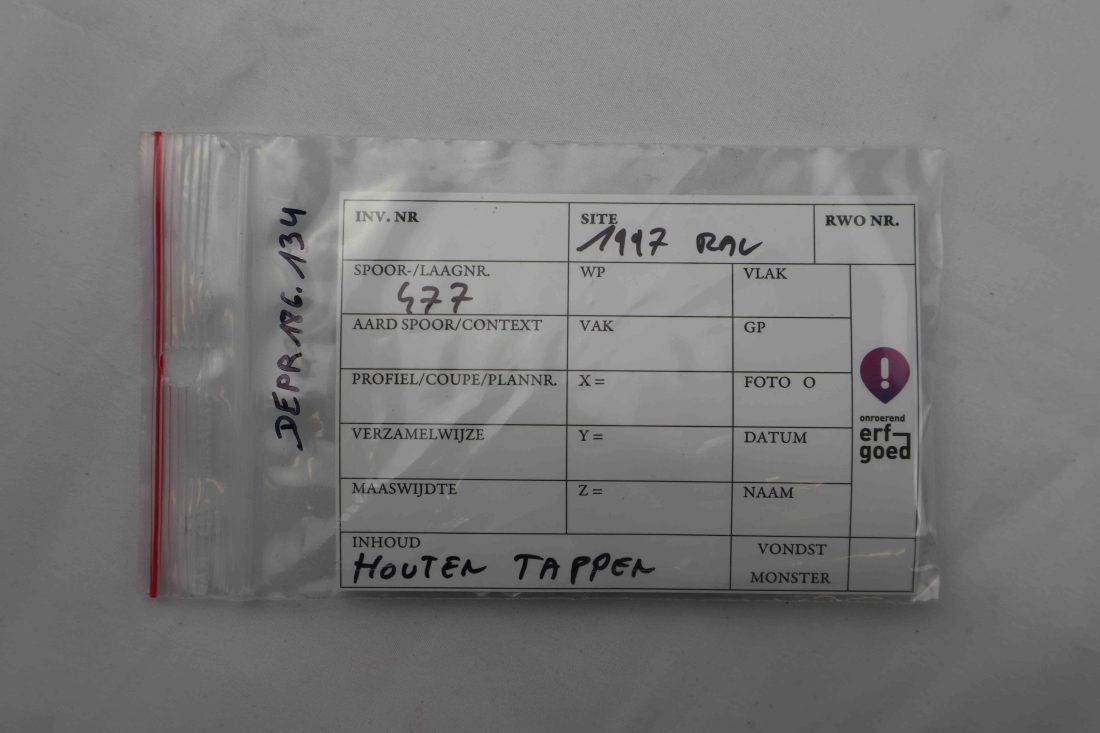 DEPR.186.134
INV. NR SITE RWO NR.
1997 RAV
SPOOR-/LAAGNR. WP VLAK
477
AARD SPOOR/CONTEXT VAK GP
PROFIEL/COUPE/PLANNR. X = FOTO O
VERZAMELWIJZE Y = DATUM
MAASWIJDTE Z = NAAM
INHOUD VONDST
HOUTEN TAPPEN MONSTER
onroerend
erf
goed